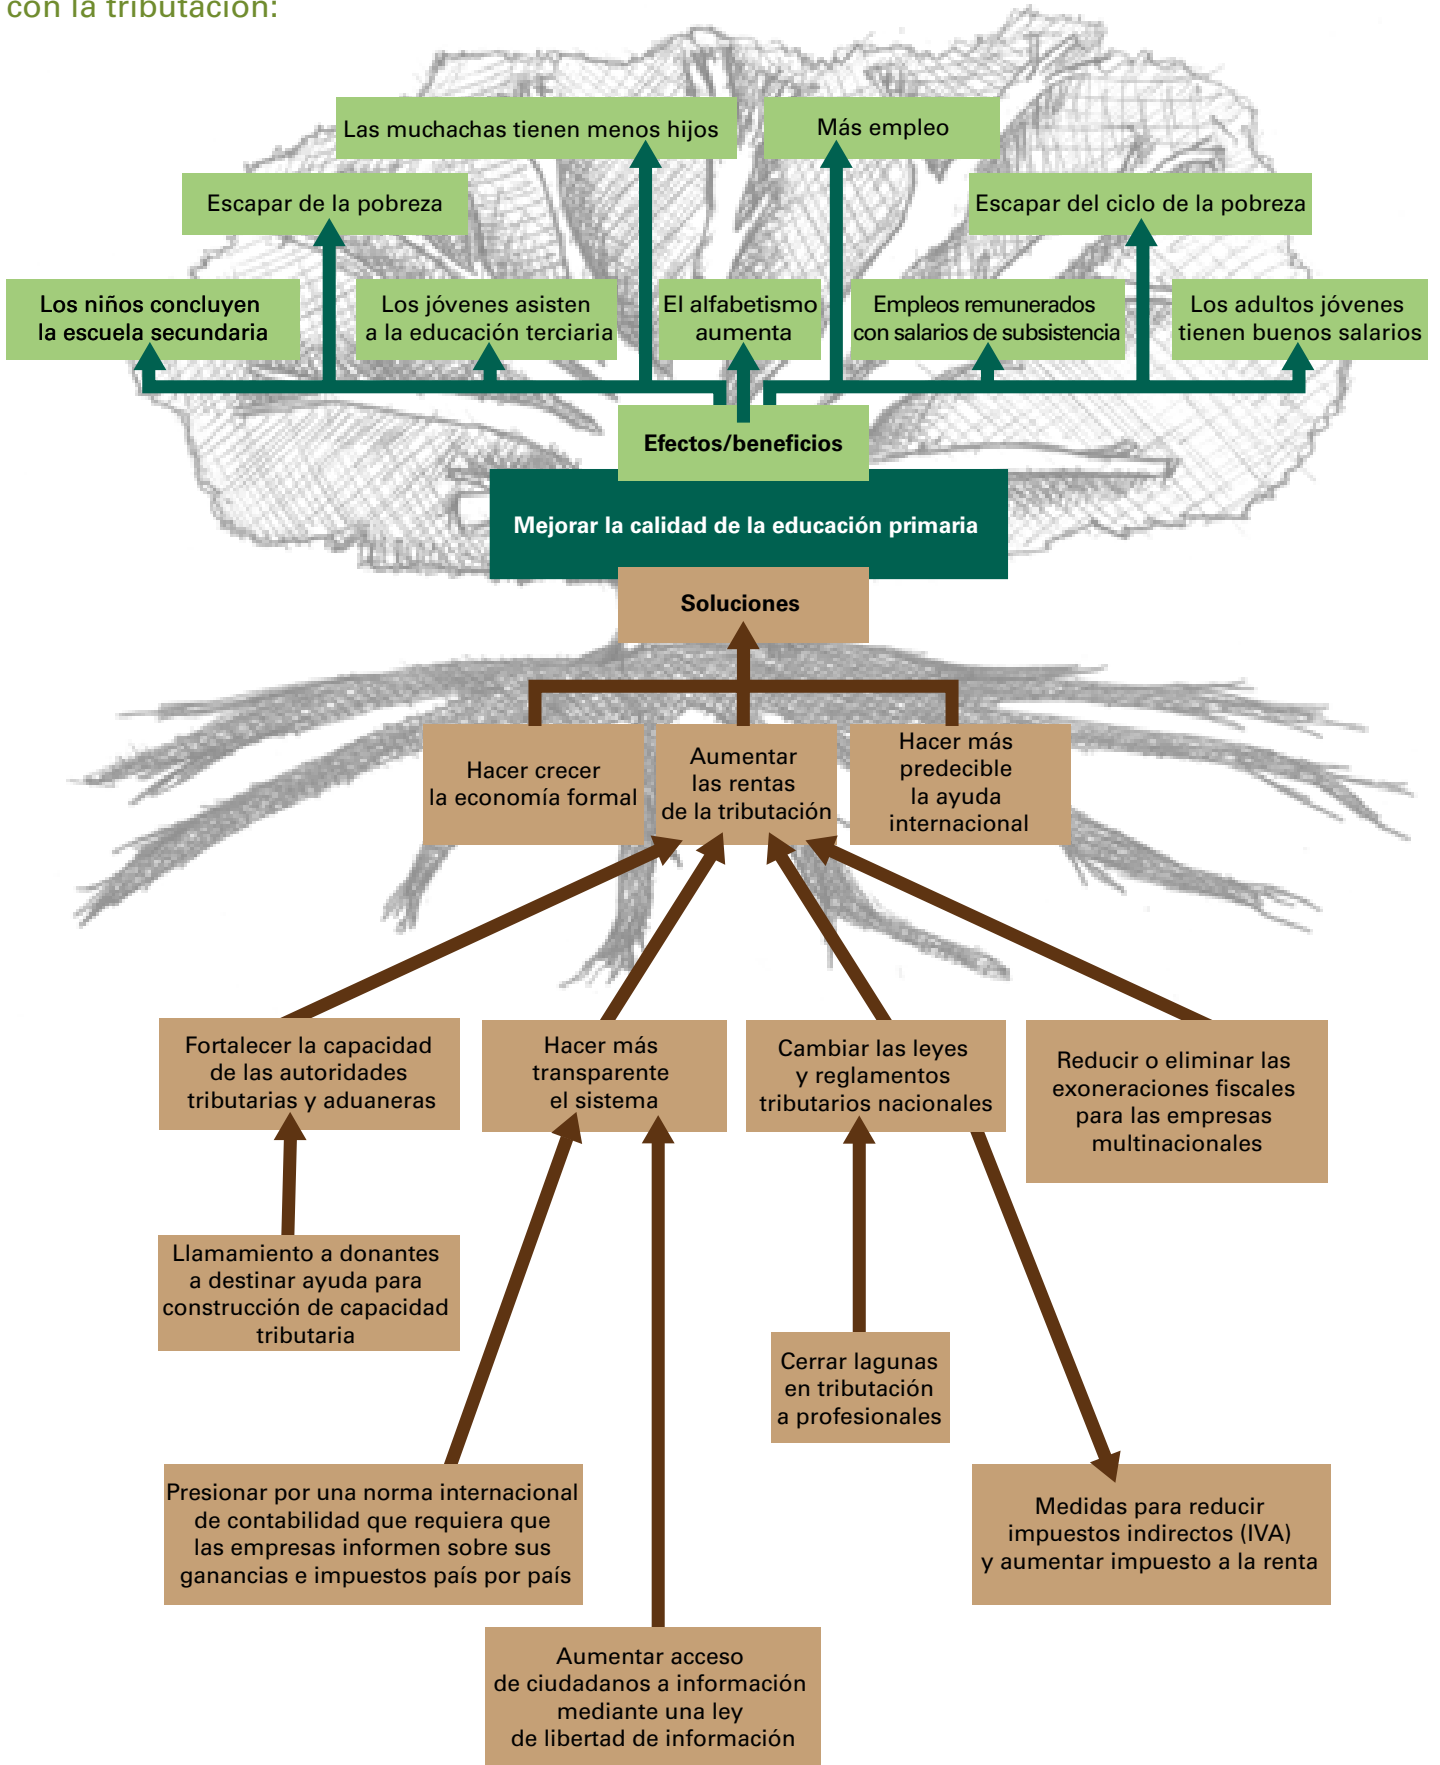 con la tributación:
Las muchachas tienen menos hijos
Más empleo
Escapar de la pobreza
Escapar del ciclo de la pobreza
Los niños concluyen
la escuela secundaria
Los jóvenes asisten
a la educación terciaria
El alfabetismo
aumenta
Empleos remunerados
con salarios de subsistencia
Los adultos jóvenes
tienen buenos salarios
Efectos/beneficios
Mejorar la calidad de la educación primaria
Soluciones
Hacer crecer
la economía formal
Aumentar
las rentas
de la tributación
Hacer más
predecible
la ayuda
internacional
Fortalecer la capacidad
de las autoridades
tributarias y aduaneras
Hacer más
transparente
el sistema
Cambiar las leyes
y reglamentos
tributarios nacionales
Reducir o eliminar las
exoneraciones fiscales
para las empresas
multinacionales
Llamamiento a donantes
a destinar ayuda para
construcción de capacidad
tributaria
Cerrar lagunas
en tributación
a profesionales
Presionar por una norma internacional
de contabilidad que requiera que
las empresas informen sobre sus
ganancias e impuestos país por país
Medidas para reducir
impuestos indirectos (IVA)
y aumentar impuesto a la renta
Aumentar acceso
de ciudadanos a información
mediante una ley
de libertad de información